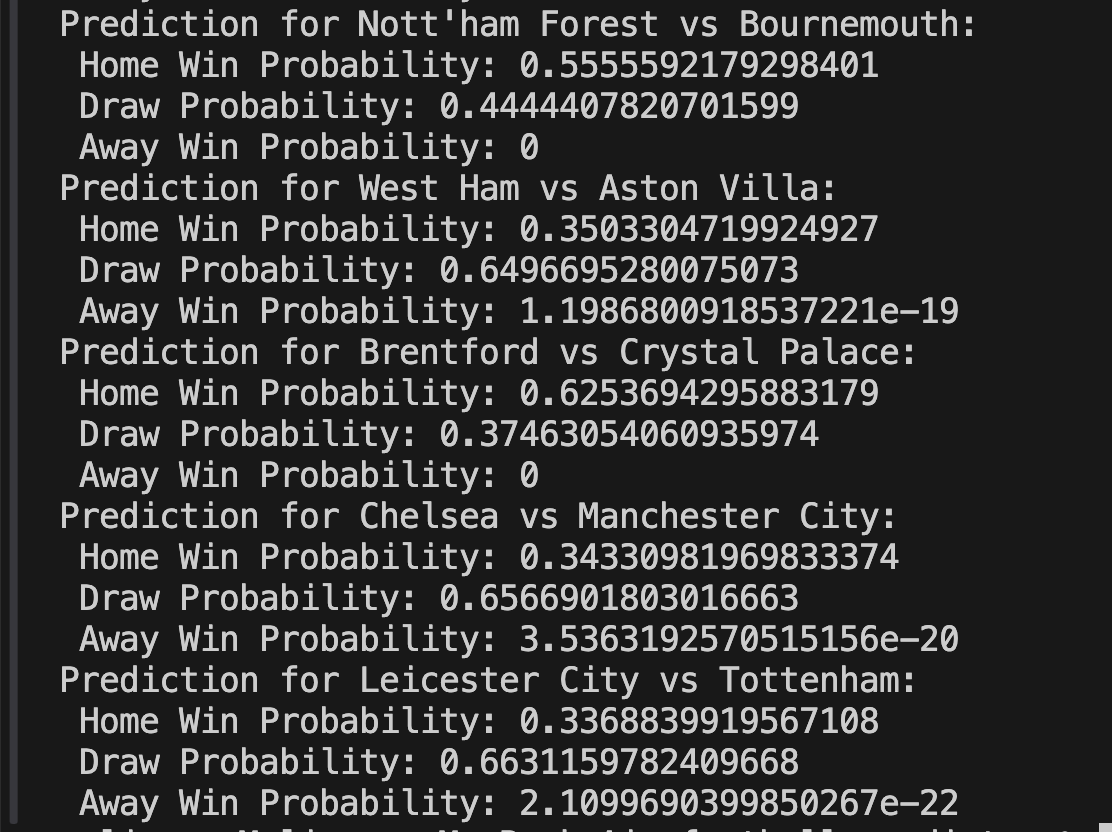 Prediction for Nott'ham Forest vs Bournemouth:
Home Win Probability: 0.5555592179298401
Draw Probability: 0.4444407820701599
Away Win Probability: 0
Prediction for West Ham vs Aston Villa:
Home Win Probability: 0.3503304719924927
Draw Probability: 0.6496695280075073
Away Win Probability: 1.1986800918537221e-19
Prediction for Brentford vs Crystal Palace:
Home Win Probability: 0.6253694295883179
Draw Probability: 0.37463054060935974
Away Win Probability: 0
Prediction for Chelsea vs Manchester City:
Home Win Probability: 0.34330981969833374
Draw Probability: 0.6566901803016663
Away Win Probability: 3.5363192570515156e-20
Prediction for Leicester City vs Tottenham:
Home Win Probability: 0.3368839919567108
Draw Probability: 0.6631159782409668
Away Win Probability: 2.1099690399850267e-22